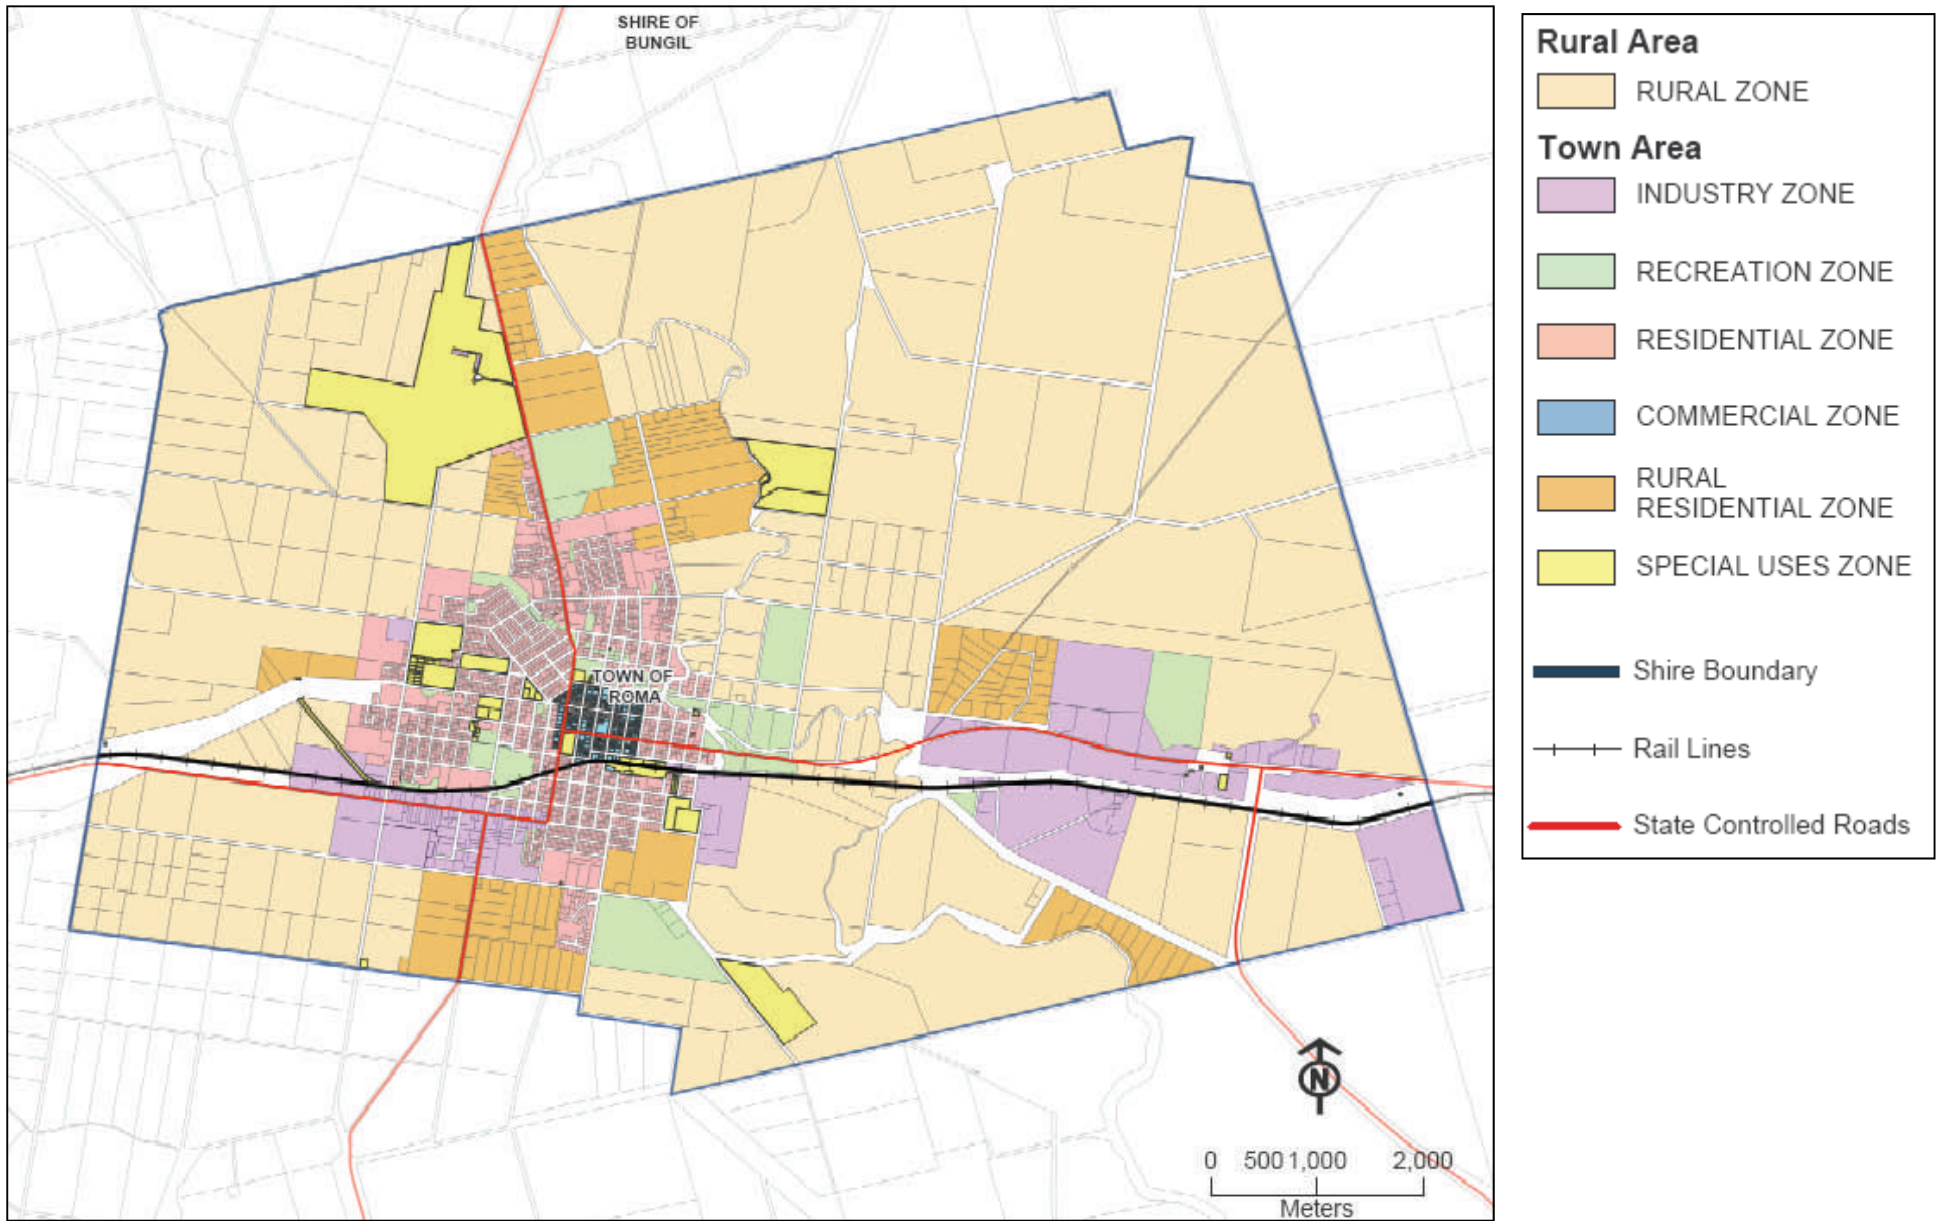 SHIRE OF
BUNGIL
TOWN OF
ROMA
N
0 500 1,000 2,000
Meters
Rural Area
RURAL ZONE
Town Area
INDUSTRY ZONE
RECREATION ZONE
RESIDENTIAL ZONE
COMMERCIAL ZONE
RURAL
RESIDENTIAL ZONE
SPECIAL USES ZONE
Shire Boundary
Rail Lines
State Controlled Roads